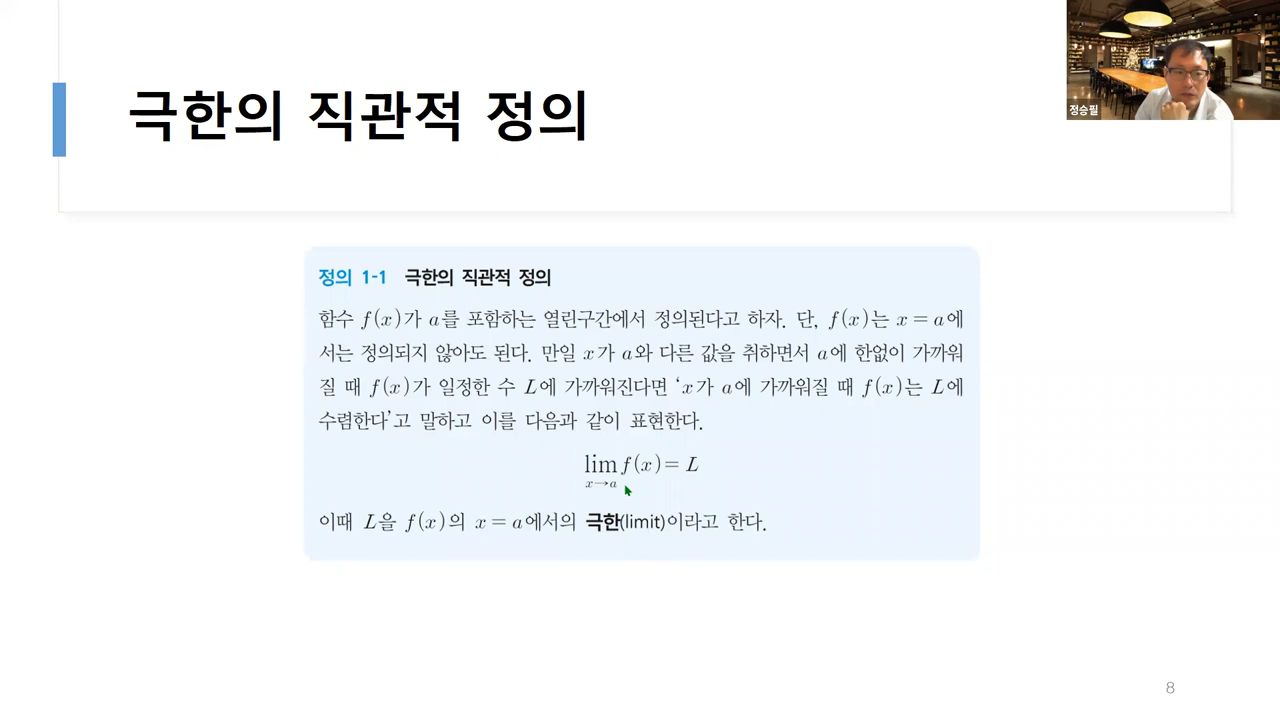 극한의 직관적 정의
정승필
정의 1-1 극한의 직관적 정의
함수 f(x)가 a를 포함하는 열린구간에서 정의된다고 하자. 단, f(x)는 x = a에
서는 정의되지 않아도 된다. 만일 x가 a와 다른 값을 취하면서 a에 한없이 가까워
질 때 f(x)가 일정한 수 L에 가까워진다면 ‘x가 a에 가까워질 때 f(x)는 L에
수렴한다’고 말하고 이를 다음과 같이 표현한다.
lim f(x) = L
x→a
이때 L을 f(x)의 x = a에서의 극한(limit)이라고 한다.
8